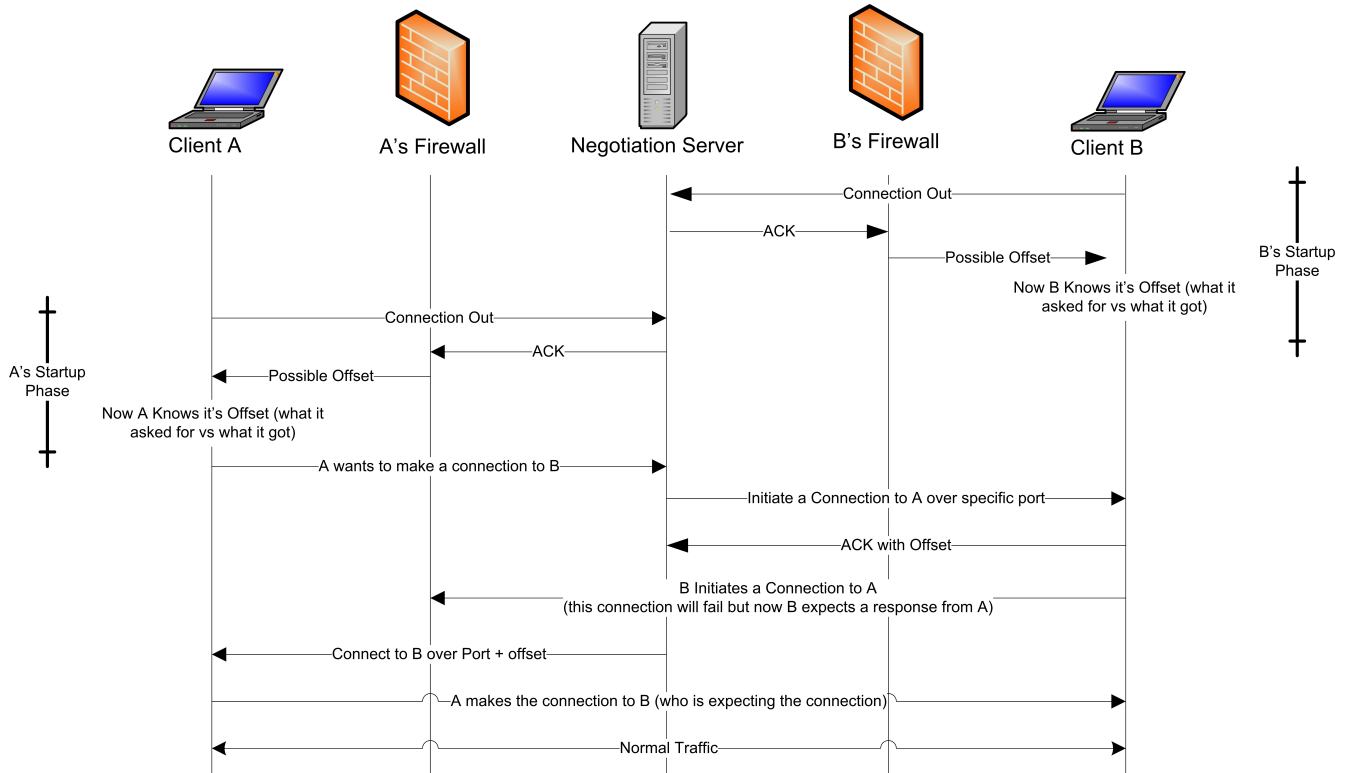 Client A
A's Firewall
Negotiation Server
B's Firewall
Client B
Connection Out
ACK
B's Startup
Phase
Possible Offset
Now B Knows it's Offset (what it
asked for vs what it got)
Connection Out
ACK
A's Startup
Phase
Possible Offset
Now A Knows it's Offset (what it
asked for vs what it got)
A wants to make a connection to B
Initiate a Connection to A over specific port
ACK with Offset
B Initiates a Connection to A
(this connection will fail but now B expects a response from A)
Connect to B over Port + offset
A makes the connection to B (who is expecting the connection)
Normal Traffic